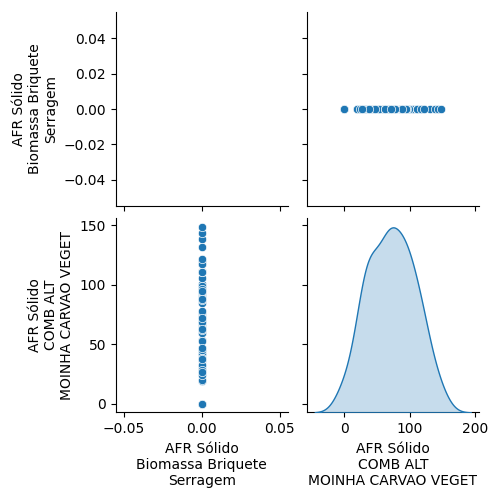 0.04
0.02
0.00
−0.02
−0.04
AFR Sólido
Biomassa Briquete
Serragem
150
100
50
0
AFR Sólido
COMB ALT
MOINHA CARVAO VEGET
−0.05 0.00 0.05
AFR Sólido
Biomassa Briquete
Serragem
0 100 200
AFR Sólido
COMB ALT
MOINHA CARVAO VEGET